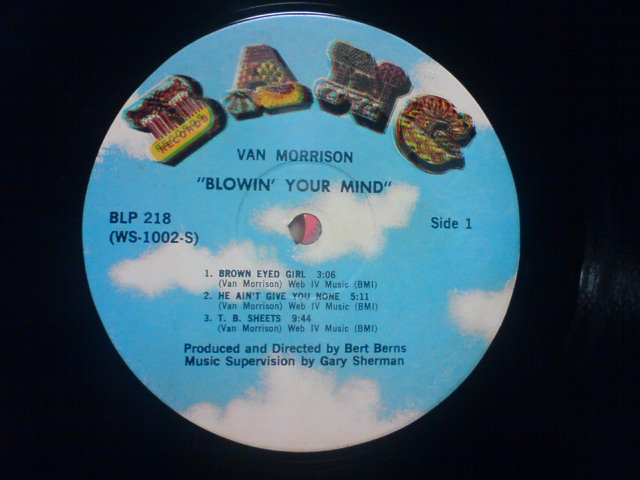 BANG
RECORDS
VAN MORRISON
"BLOWIN' YOUR MIND"
BLP 218
(WS-1002-S)
Side 1
1. BROWN EYED GIRL 3:06
(Van Morrison) Web IV Music (BMI)
2. HE AIN'T GIVE YOU NONE 5:11
(Van Morrison) Web IV Music (BMI)
3. T. B. SHEETS 9:44
(Van Morrison) Web IV Music (BMI)
Produced and Directed by Bert Berns
Music Supervision by Gary Sherman